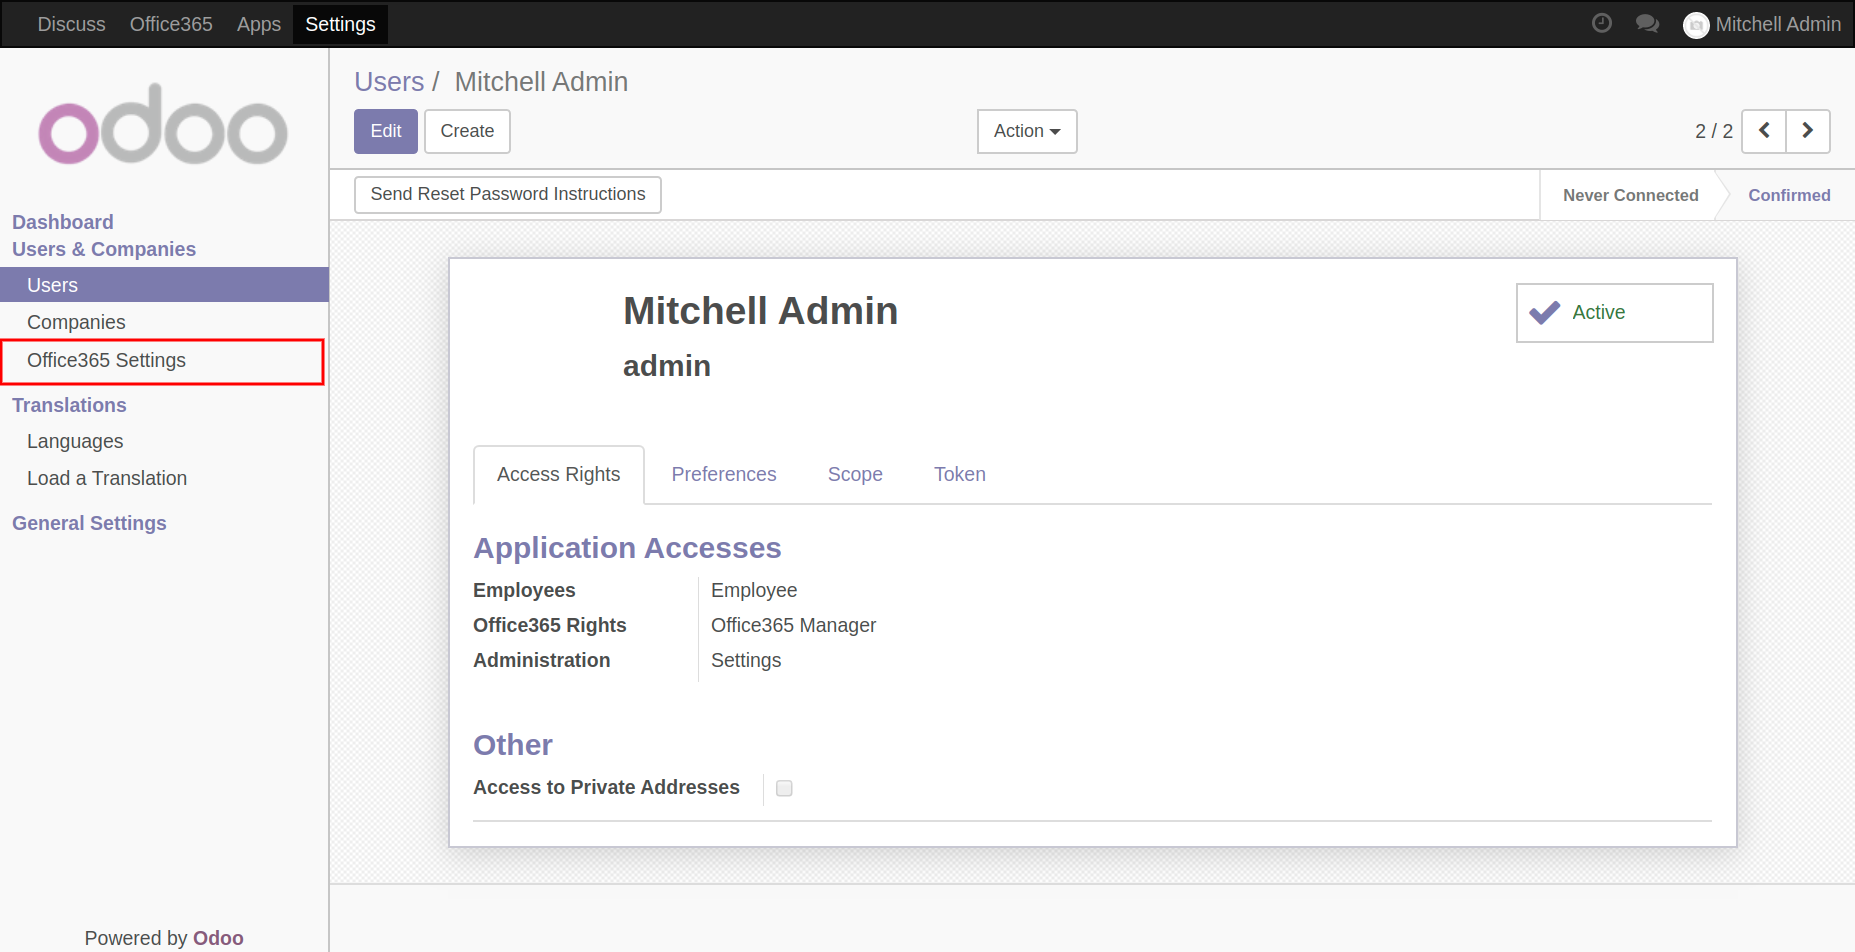 Discuss Office365 Apps Settings Mitchell Admin
odoo
Dashboard
Users & Companies
Users
Companies
Office365 Settings
Translations
Languages
Load a Translation
General Settings
Powered by Odoo
Users / Mitchell Admin
Edit Create Action 2 / 2
Send Reset Password Instructions Never Connected Confirmed
Mitchell Admin
Active
admin
Access Rights Preferences Scope Token
Application Accesses
Employees Employee
Office365 Rights Office365 Manager
Administration Settings
Other
Access to Private Addresses